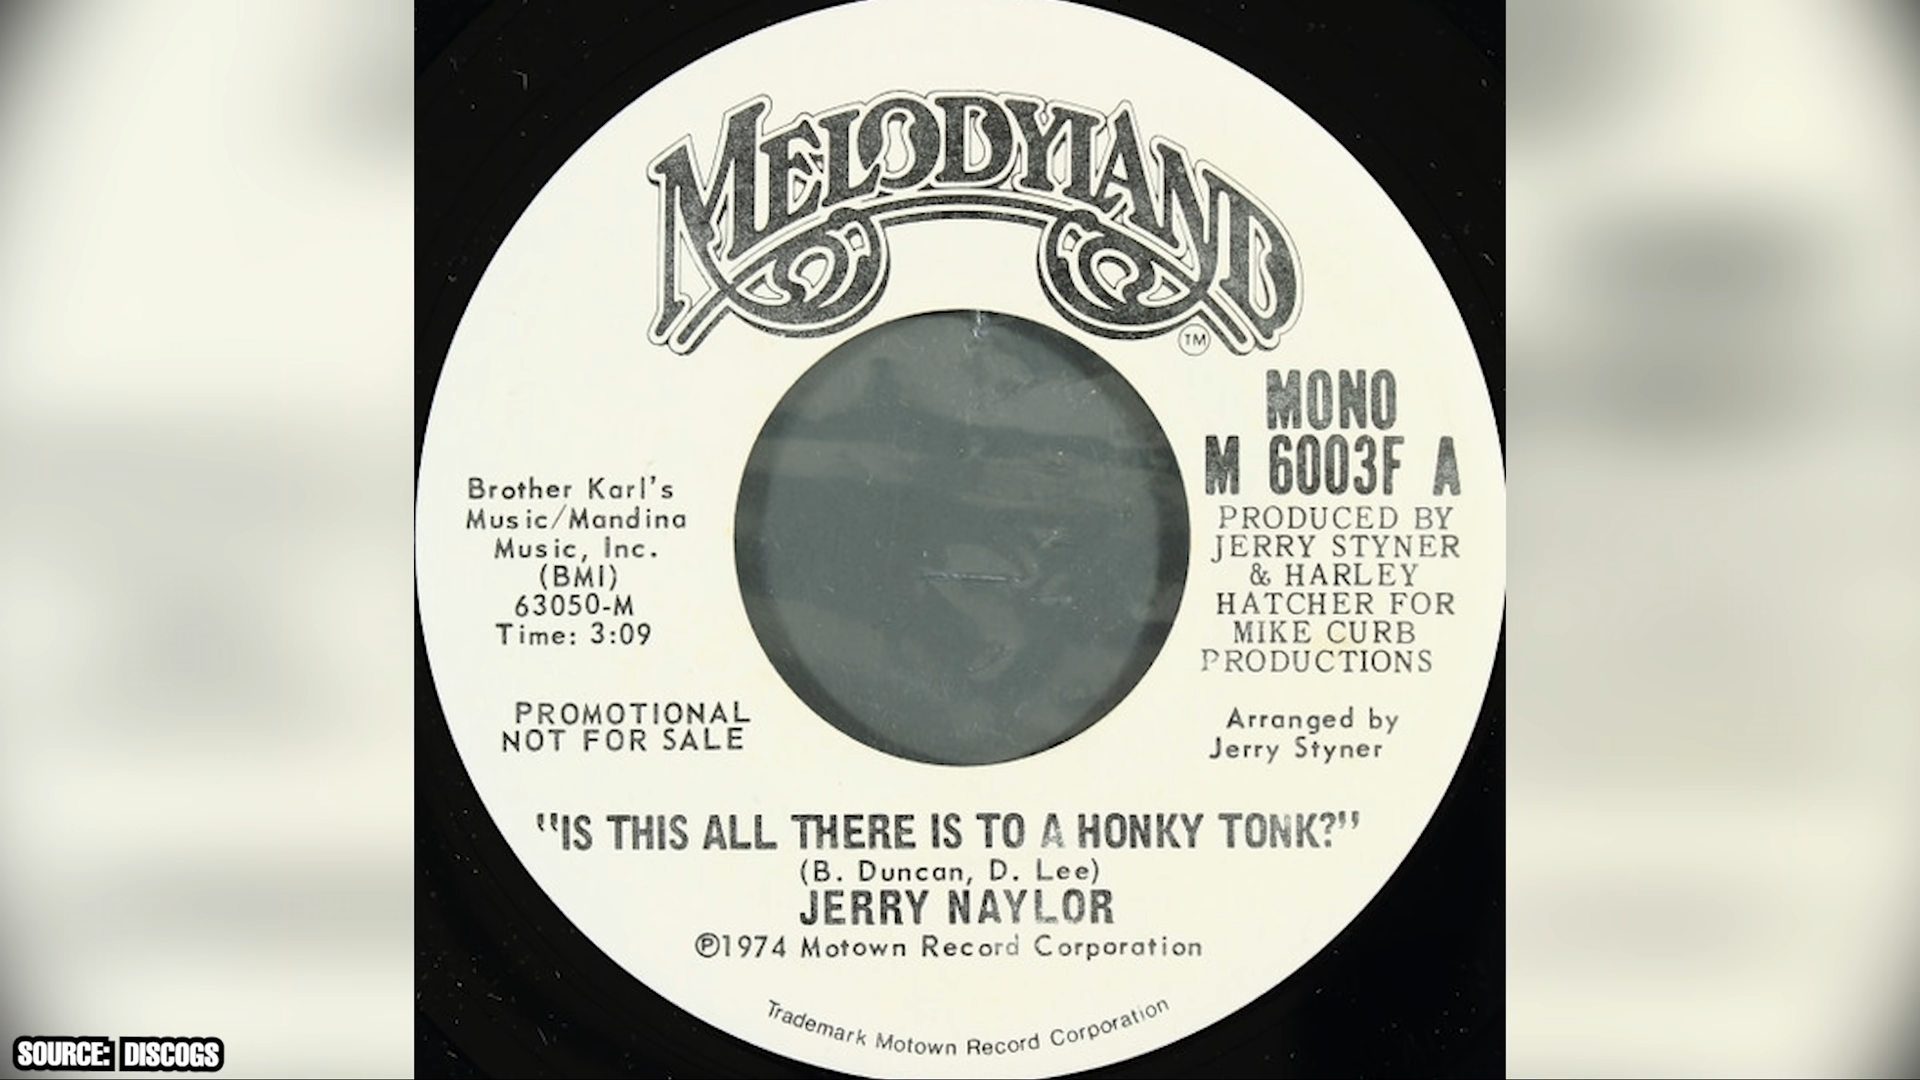 MELODYLAND
TM
MONO
M 6003F A
PRODUCED BY
JERRY STYNER
& HARLEY
HATCHER FOR
MIKE CURB
PRODUCTIONS
Arranged by
Jerry Styner
Brother Karl's
Music/Mandina
Music, Inc.
(BMI)
63050-M
Time: 3:09
PROMOTIONAL
NOT FOR SALE
"IS THIS ALL THERE IS TO A HONKY TONK?"
(B. Duncan, D. Lee)
JERRY NAYLOR
℗1974 Motown Record Corporation
Trademark Motown Record Corporation
SOURCE: DISCOGS